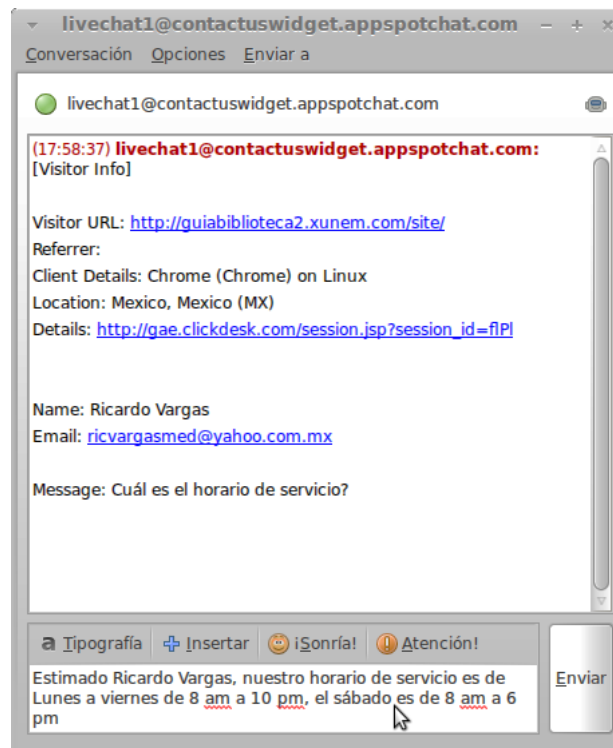 livechat1@contactuswidget.appspotchat.com
Conversación Opciones Enviar a
livechat1@contactuswidget.appspotchat.com
(17:58:37) livechat1@contactuswidget.appspotchat.com:
[Visitor Info]
Visitor URL: http://guiabiblioteca2.xunem.com/site/
Referrer:
Client Details: Chrome (Chrome) on Linux
Location: Mexico, Mexico (MX)
Details: http://gae.clickdesk.com/session.jsp?session_id=flPl
Name: Ricardo Vargas
Email: ricvargasmed@yahoo.com.mx
Message: Cuál es el horario de servicio?
a Tipografía Insertar ¡Sonría! ¡Atención!
Estimado Ricardo Vargas, nuestro horario de servicio es de
Lunes a viernes de 8 am a 10 pm, el sábado es de 8 am a 6
pm
Enviar